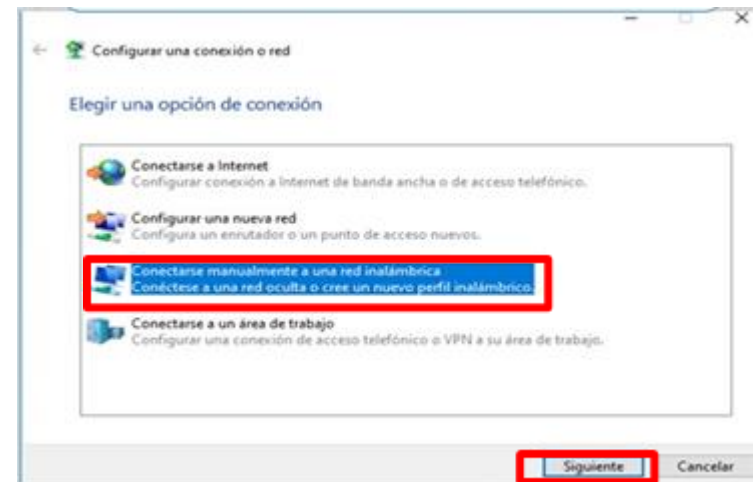 Configurar una conexión o red
Elegir una opción de conexión
Conectarse a Internet
Configurar conexión a Internet de banda ancha o de acceso telefónico.
Configurar una nueva red
Configura un enrutador o un punto de acceso nuevos.
Conectarse manualmente a una red inalámbrica
Conéctese a una red oculta o cree un nuevo perfil inalámbrico.
Conectarse a un área de trabajo
Configurar una conexión de acceso telefónico o VPN a su área de trabajo.
Siguiente
Cancelar